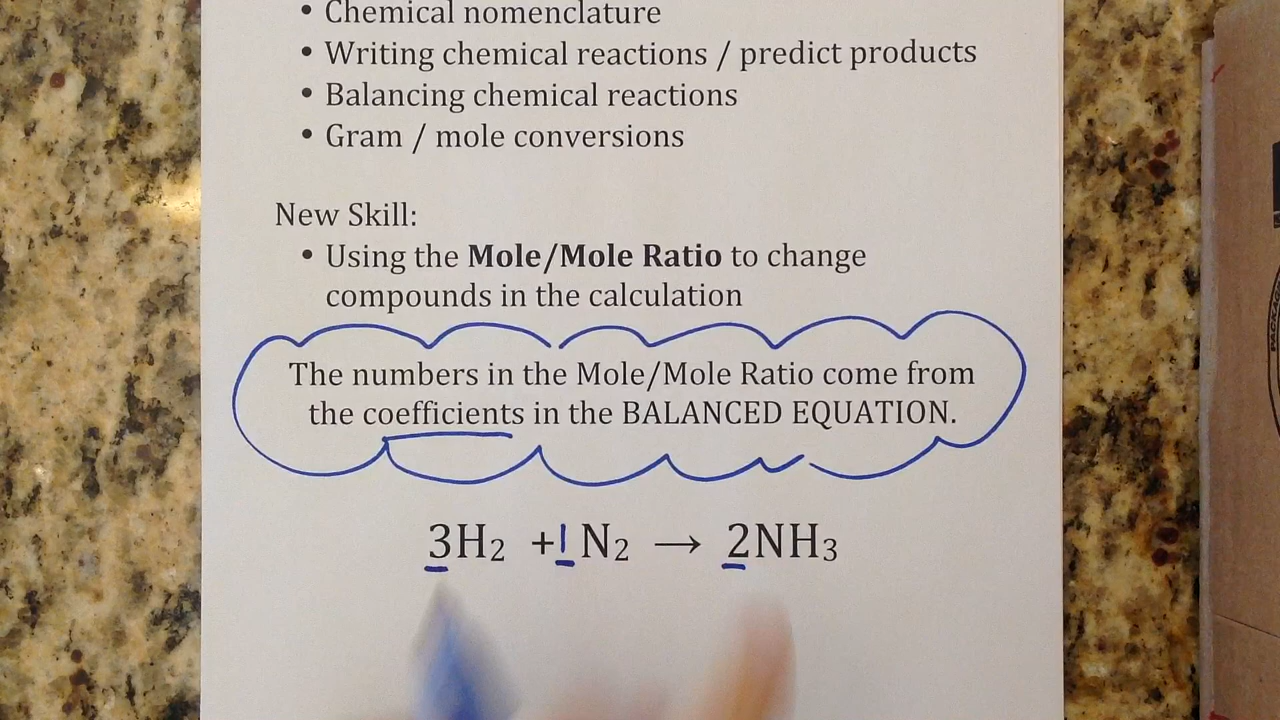 • Chemical nomenclature
• Writing chemical reactions / predict products
• Balancing chemical reactions
• Gram / mole conversions
New Skill:
• Using the Mole/Mole Ratio to change
compounds in the calculation
The numbers in the Mole/Mole Ratio come from
the coefficients in the BALANCED EQUATION.
3H₂ + 1 N₂ → 2NH₃